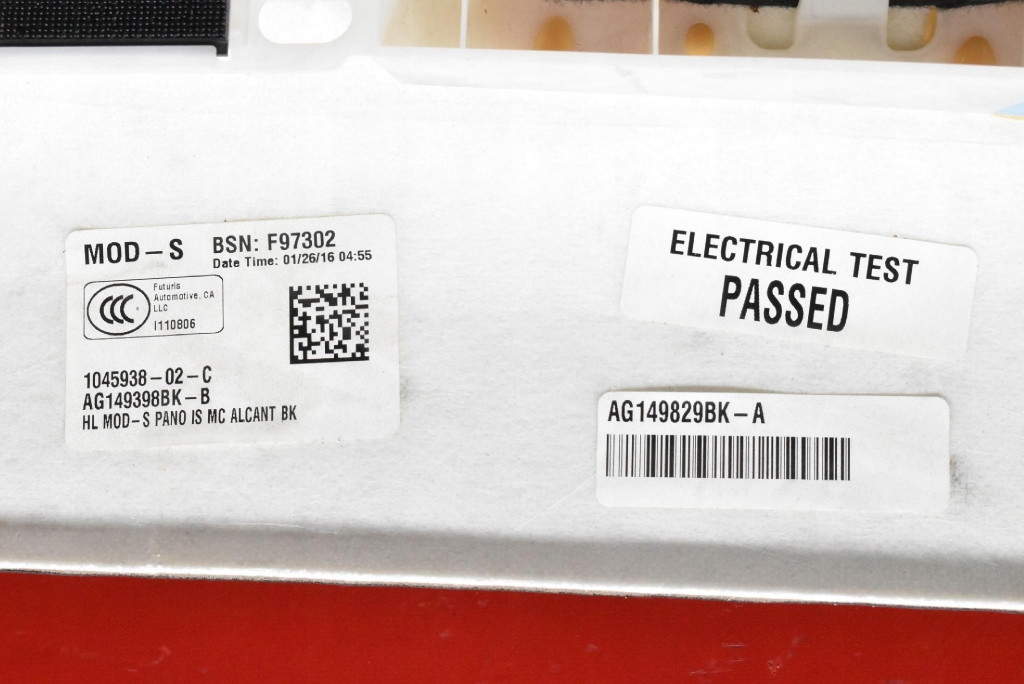 MOD-S BSN: F97302
Date Time: 01/26/16 04:55
CCC
Futuris
Automotive, CA
LLC
I110806
1045938-02-C
AG149398BK-B
HL MOD-S PANO IS MC ALCANT BK
ELECTRICAL TEST
PASSED
AG149829BK-A